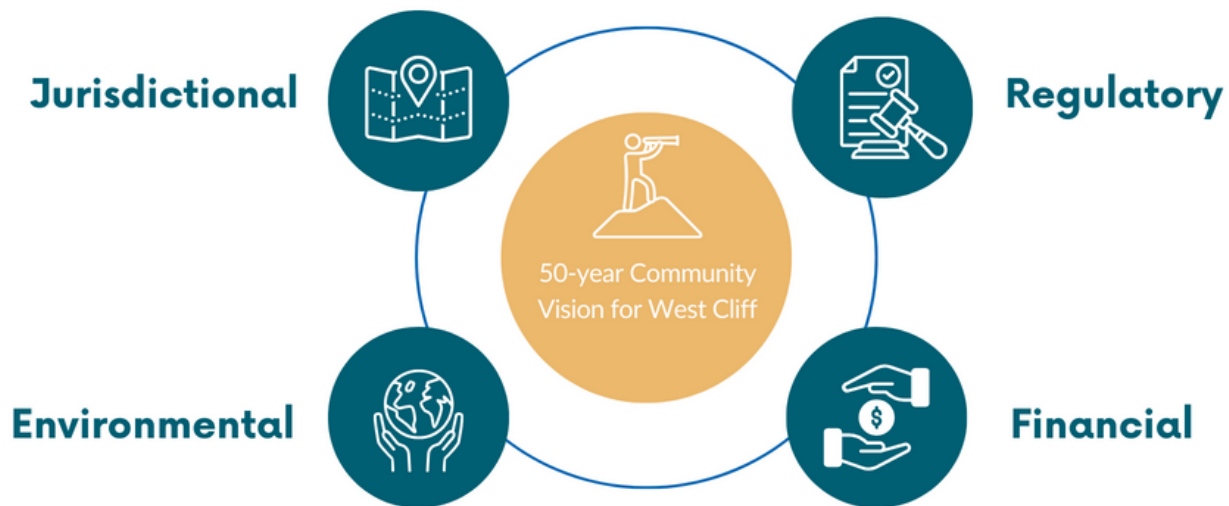 Jurisdictional
Regulatory
50-year Community
Vision for West Cliff
$
Environmental
Financial